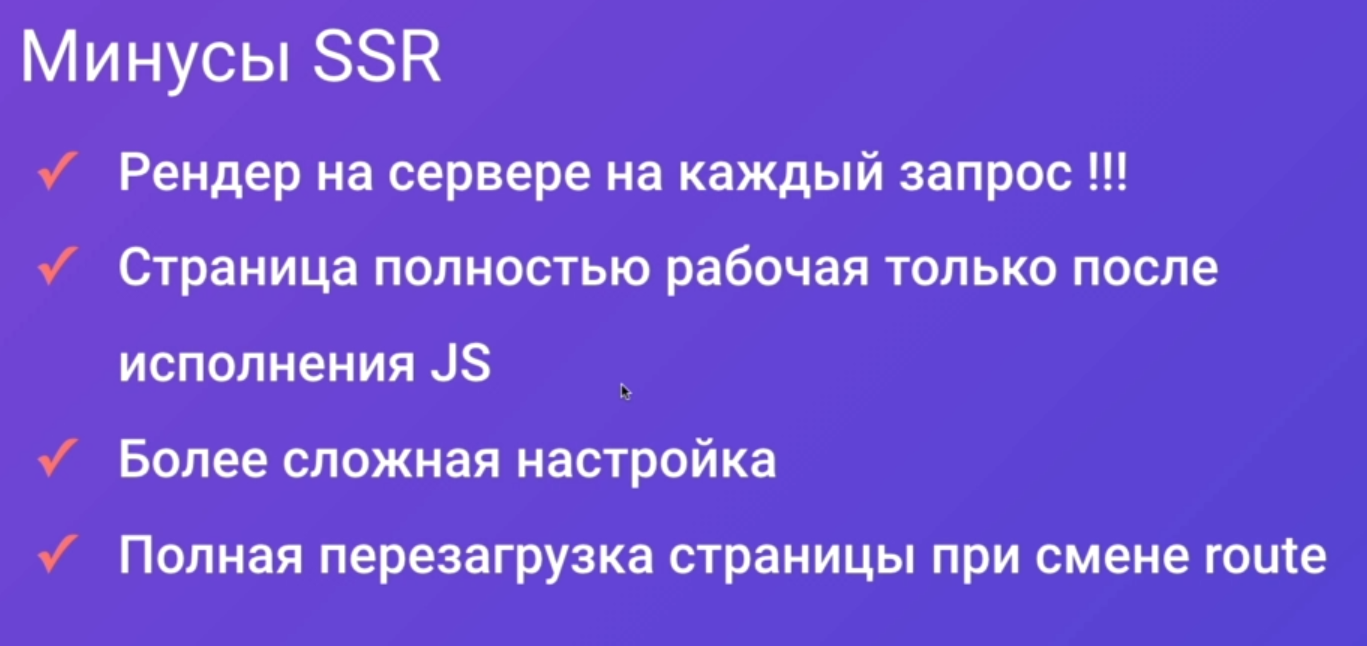 Минусы SSR
Рендер на сервере на каждый запрос !!!
Страница полностью рабочая только после
исполнения JS
Более сложная настройка
Полная перезагрузка страницы при смене route